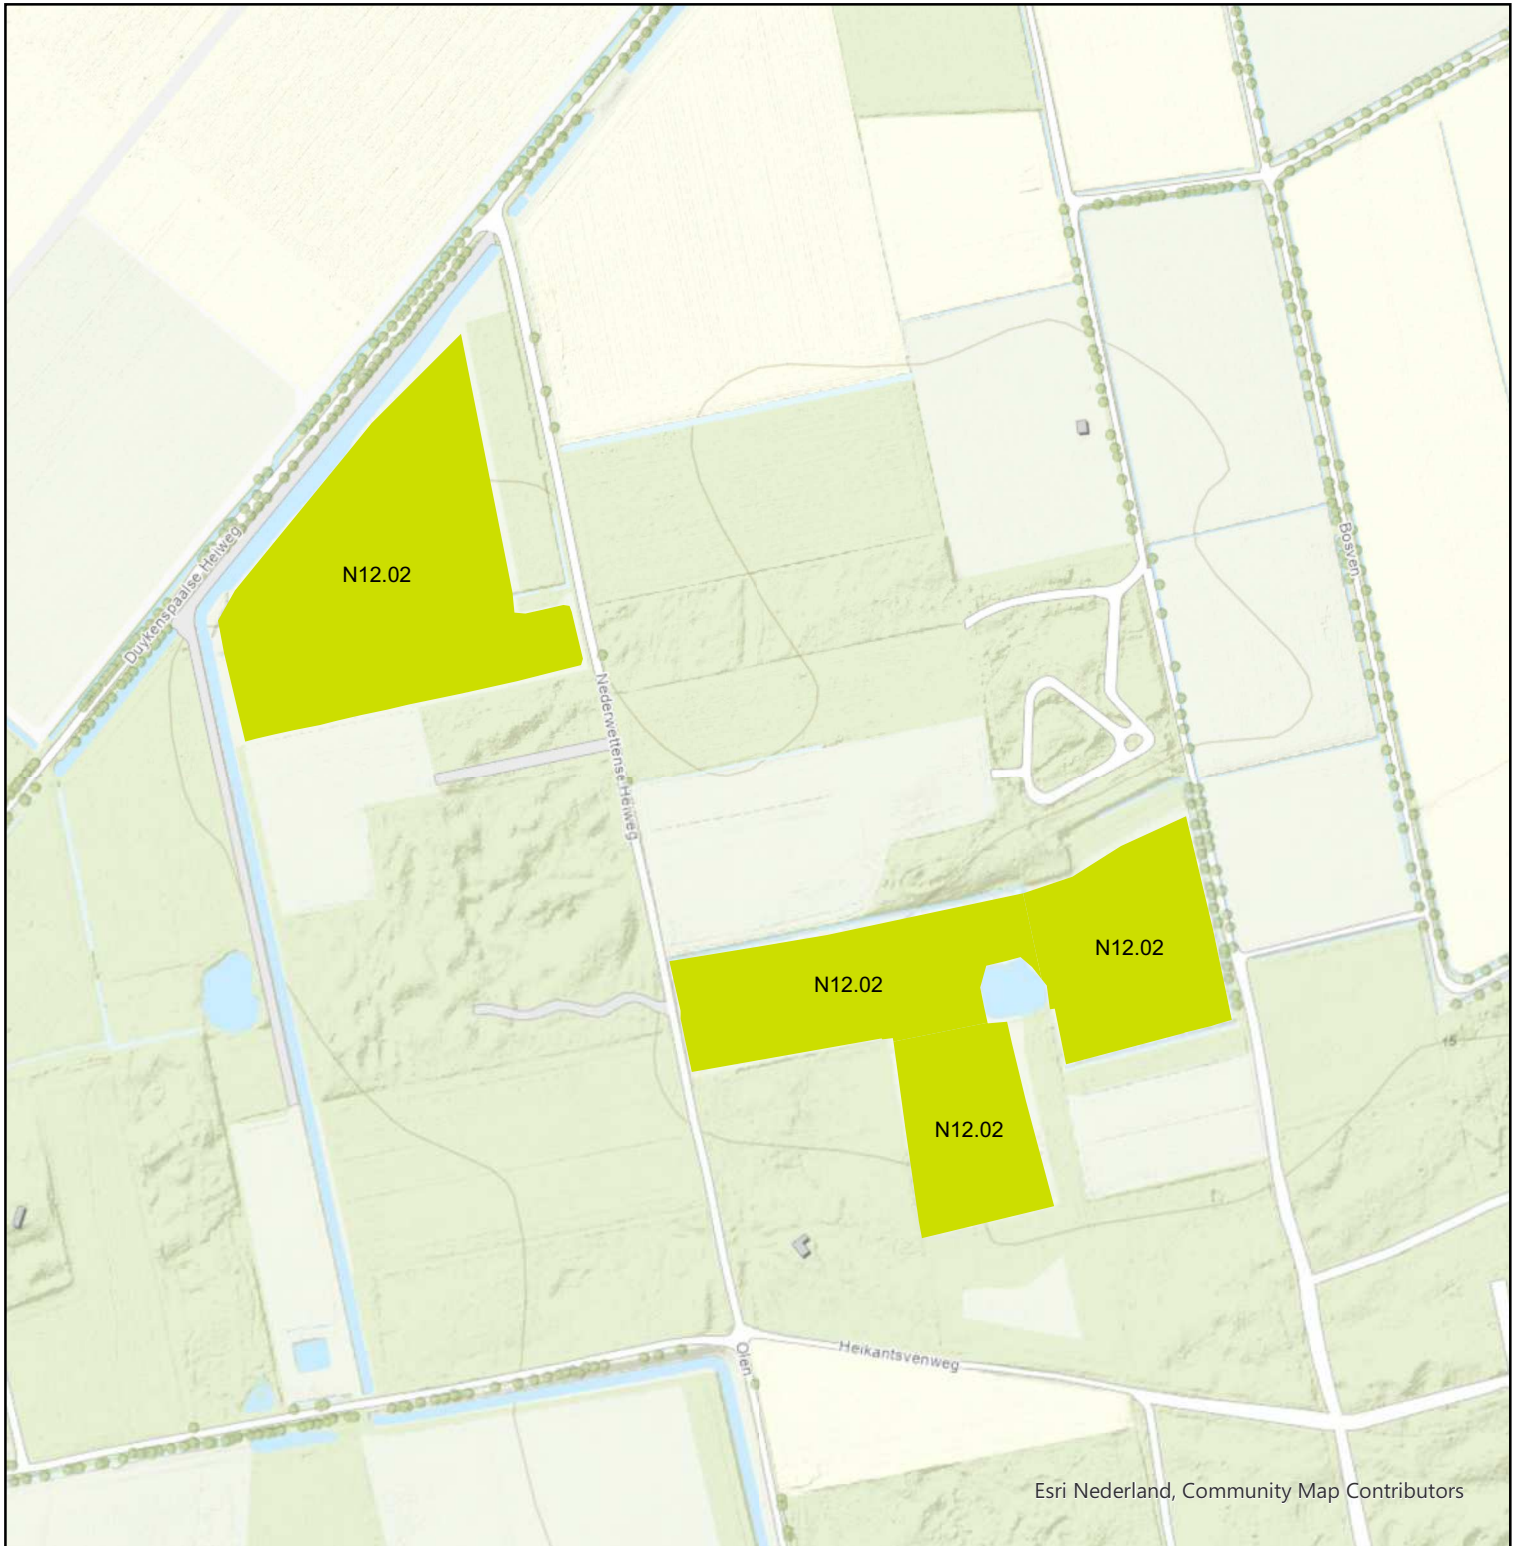 Duykenspaalse Heiweg
N12.02
Bosven
Nederwettense Heiweg
N12.02
N12.02
15
N12.02
Olen
Heikantsvenweg
Esri Nederland, Community Map Contributors